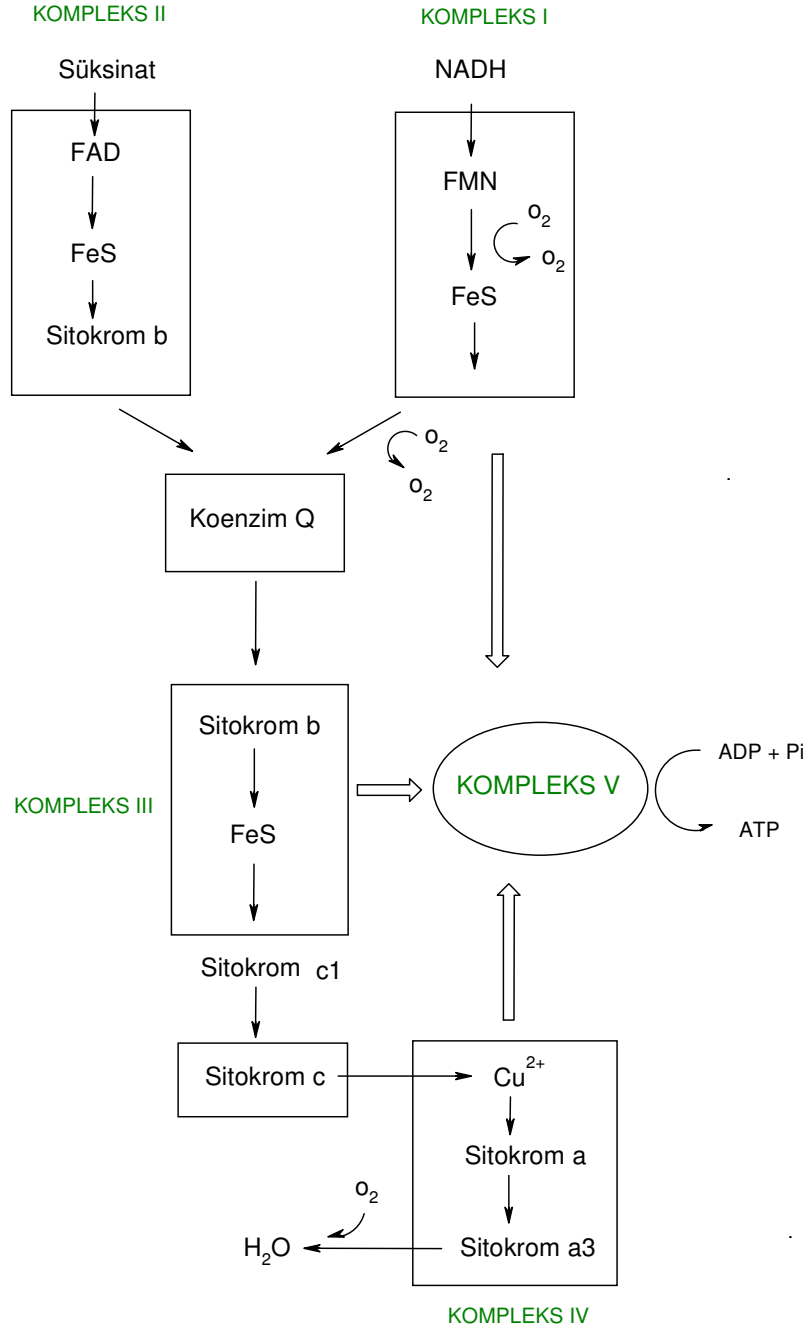 KOMPLEKS II
KOMPLEKS I
Süksinat
NADH
FAD
FMN
o2
o2
FeS
FeS
Sitokrom b
o2
o2
Koenzim Q
Sitokrom b
KOMPLEKS III
FeS
KOMPLEKS V
ADP + Pi
ATP
Sitokrom c1
Sitokrom c
Cu2+
Sitokrom a
o2
H2O
Sitokrom a3
KOMPLEKS IV